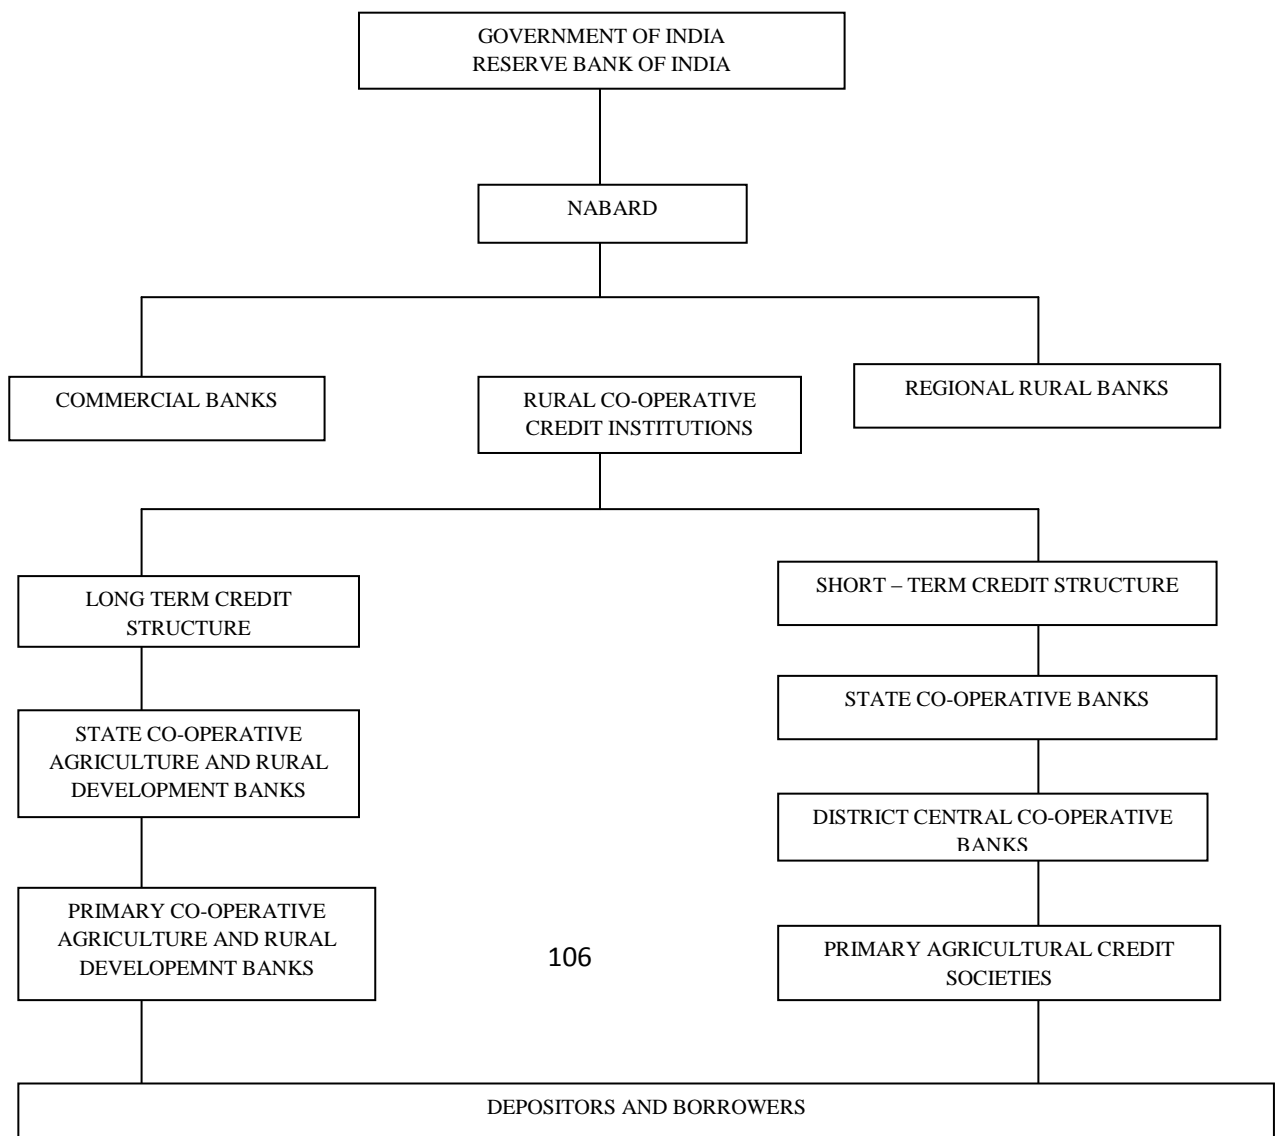 GOVERNMENT OF INDIA
RESERVE BANK OF INDIA
NABARD
COMMERCIAL BANKS
RURAL CO-OPERATIVE
CREDIT INSTITUTIONS
REGIONAL RURAL BANKS
LONG TERM CREDIT
STRUCTURE
SHORT – TERM CREDIT STRUCTURE
STATE CO-OPERATIVE
AGRICULTURE AND RURAL
DEVELOPMENT BANKS
STATE CO-OPERATIVE BANKS
DISTRICT CENTRAL CO-OPERATIVE
BANKS
PRIMARY CO-OPERATIVE
AGRICULTURE AND RURAL
DEVELOPEMNT BANKS
106
PRIMARY AGRICULTURAL CREDIT
SOCIETIES
DEPOSITORS AND BORROWERS